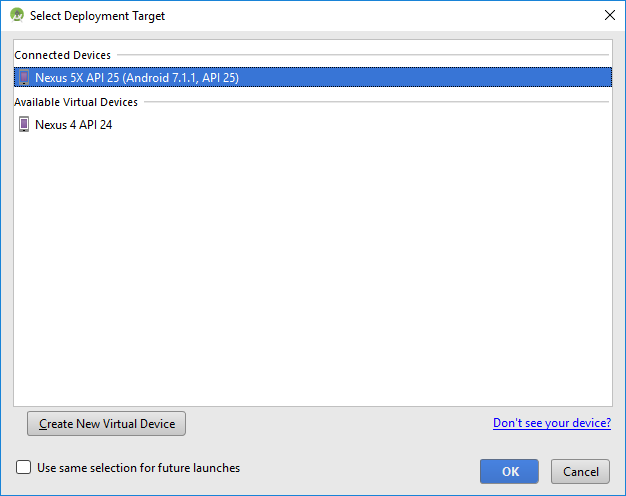 Select Deployment Target
Connected Devices
Nexus 5X API 25 (Android 7.1.1, API 25)
Available Virtual Devices
Nexus 4 API 24
Create New Virtual Device
Don't see your device?
Use same selection for future launches
OK
Cancel